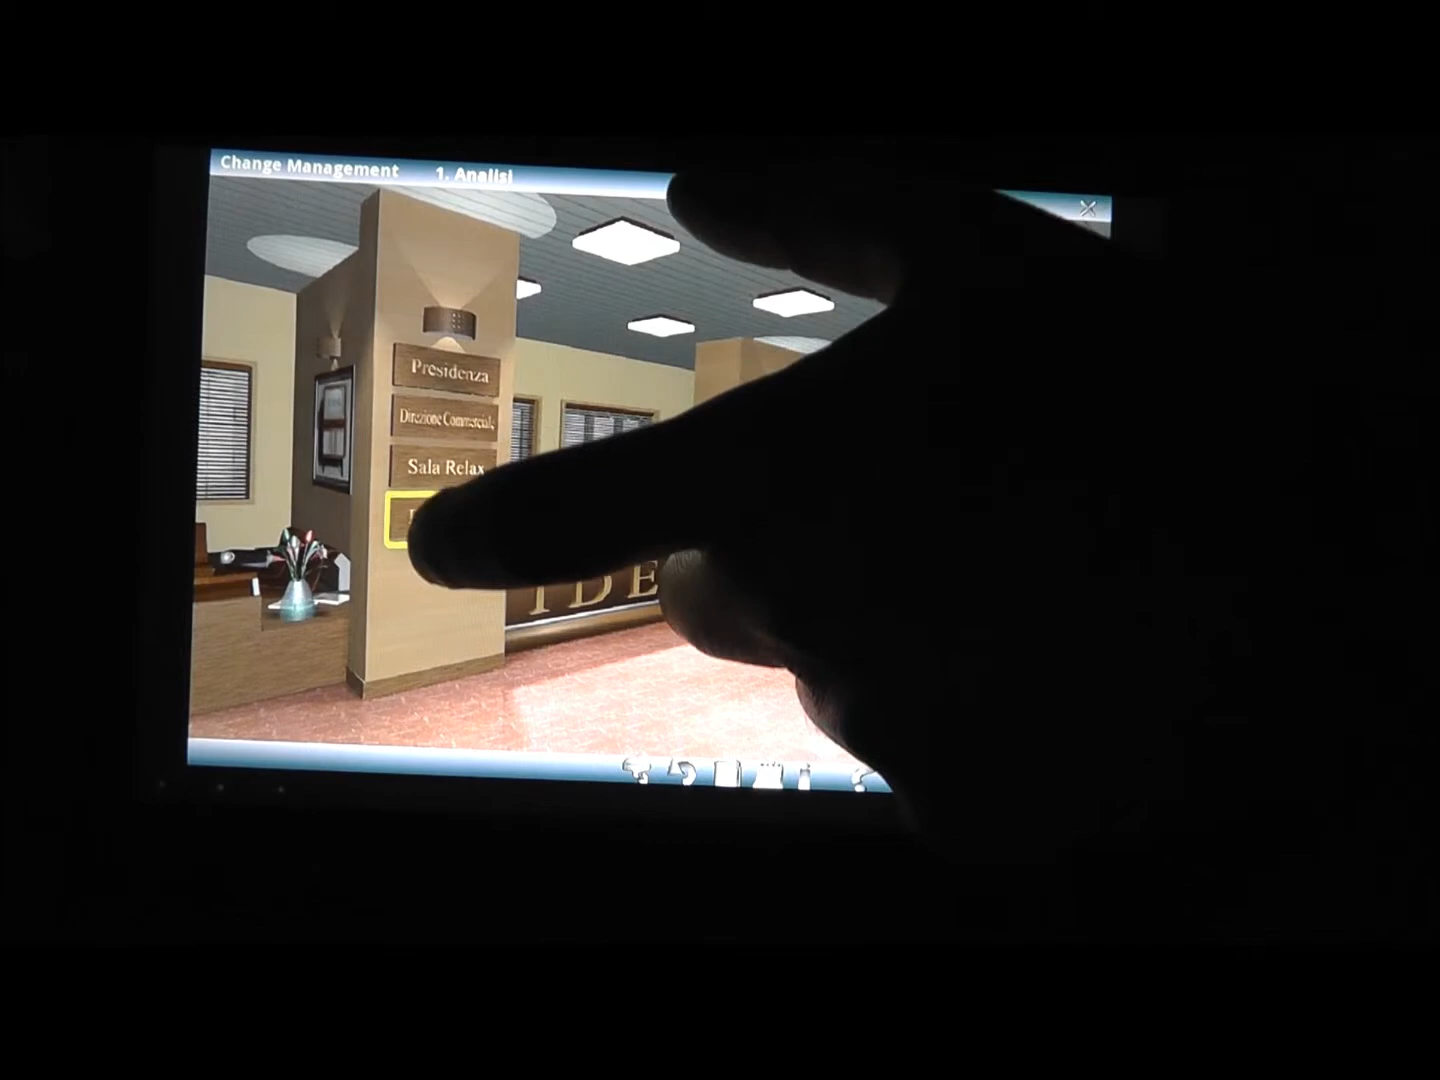 Change Management 1. Analisi
Presidenza
Direzione Commerciale
Sala Relax
IDE